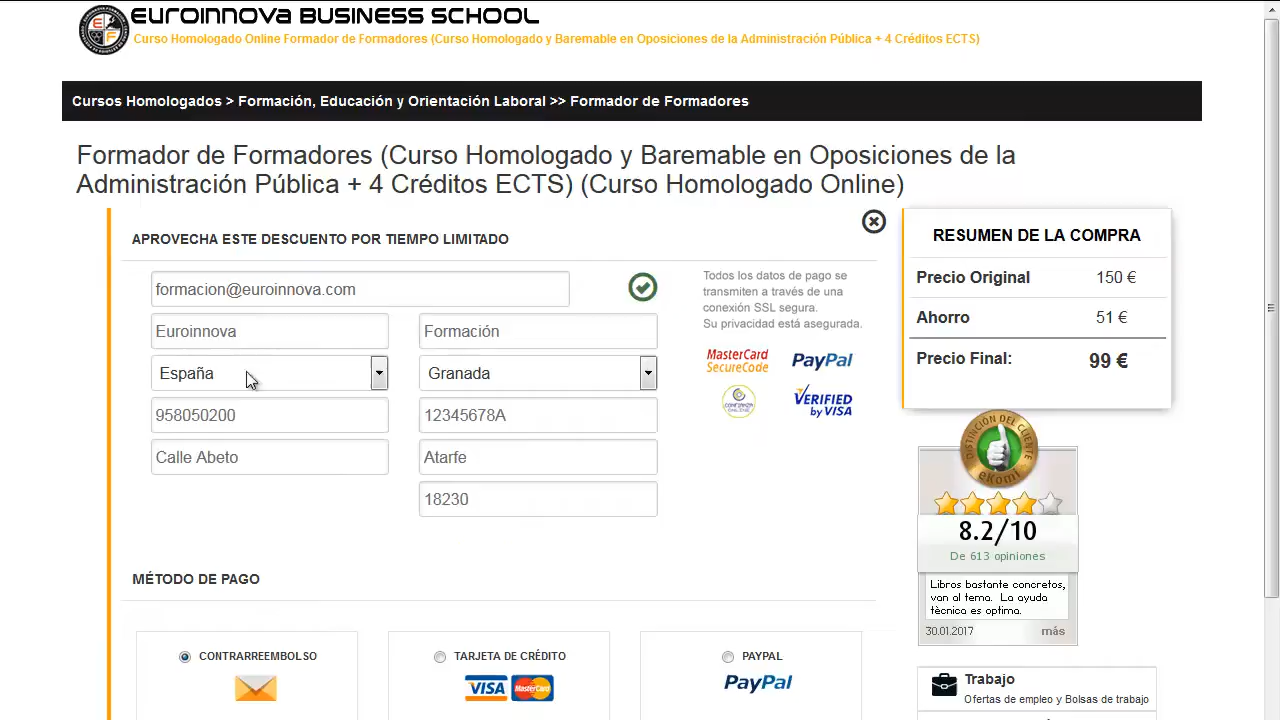 EUROINNOVA BUSINESS SCHOOL
Curso Homologado Online Formador de Formadores (Curso Homologado y Baremable en Oposiciones de la Administración Pública + 4 Créditos ECTS)
Cursos Homologados > Formación, Educación y Orientación Laboral >> Formador de Formadores
Formador de Formadores (Curso Homologado y Baremable en Oposiciones de la
Administración Pública + 4 Créditos ECTS) (Curso Homologado Online)
APROVECHA ESTE DESCUENTO POR TIEMPO LIMITADO
formacion@euroinnova.com
Euroinnova
Formación
España
Granada
958050200
12345678A
Calle Abeto
Atarfe
18230
Todos los datos de pago se
transmiten a través de una
conexión SSL segura.
Su privacidad está asegurada.
MasterCard
SecureCode
PayPal
CONFIANZA
ONLINE
VERIFIED
by VISA
MÉTODO DE PAGO
CONTRARREEMBOLSO
TARJETA DE CRÉDITO
VISA
MasterCard
PAYPAL
PayPal
RESUMEN DE LA COMPRA
Precio Original 150 €
Ahorro 51 €
Precio Final: 99 €
DISTINCIÓN DEL CLIENTE
eKomi
8.2/10
De 613 opiniones
Libros bastante concretos,
van al tema. La ayuda
tècnica es optima.
30.01.2017 más
Trabajo
Ofertas de empleo y Bolsas de trabajo